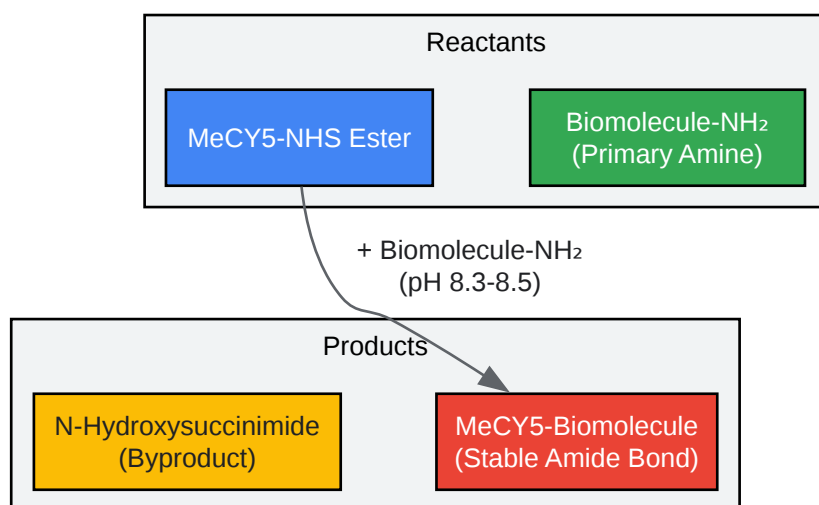 Reactants
MeCY5-NHS Ester
Biomolecule-NH₂
(Primary Amine)
+ Biomolecule-NH₂
(pH 8.3-8.5)
Products
N-Hydroxysuccinimide
(Byproduct)
MeCY5-Biomolecule
(Stable Amide Bond)